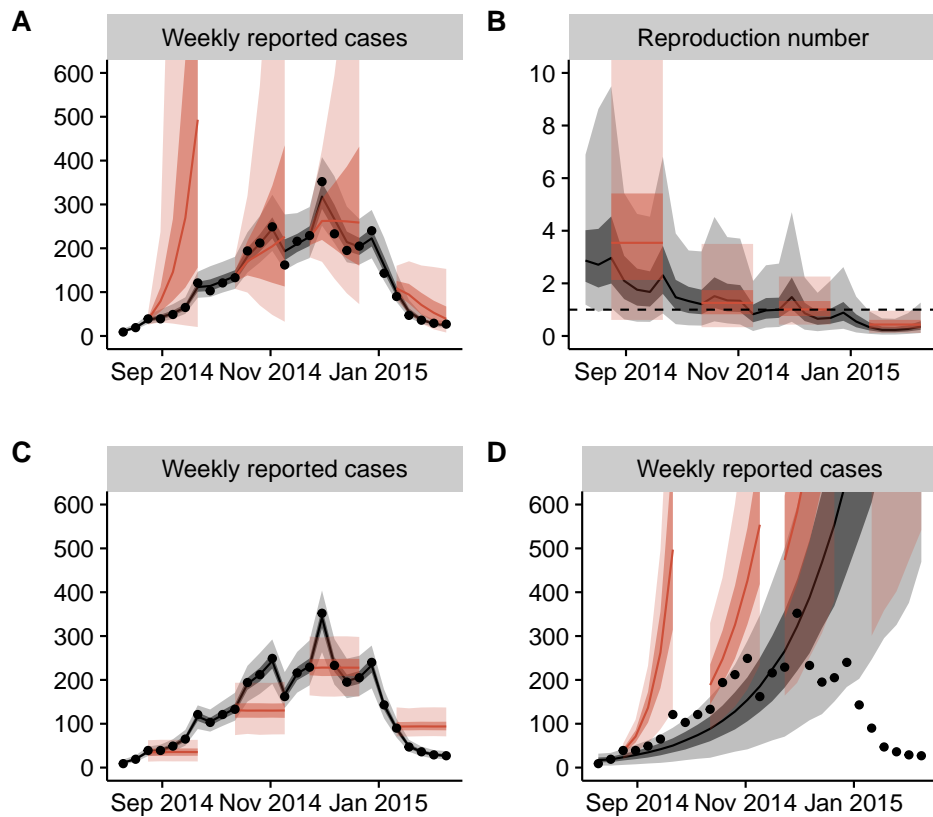 A
Weekly reported cases
600
500
400
300
200
100
0
Sep 2014 Nov 2014 Jan 2015
B
Reproduction number
10
8
6
4
2
0
Sep 2014 Nov 2014 Jan 2015
C
Weekly reported cases
600
500
400
300
200
100
0
Sep 2014 Nov 2014 Jan 2015
D
Weekly reported cases
600
500
400
300
200
100
0
Sep 2014 Nov 2014 Jan 2015